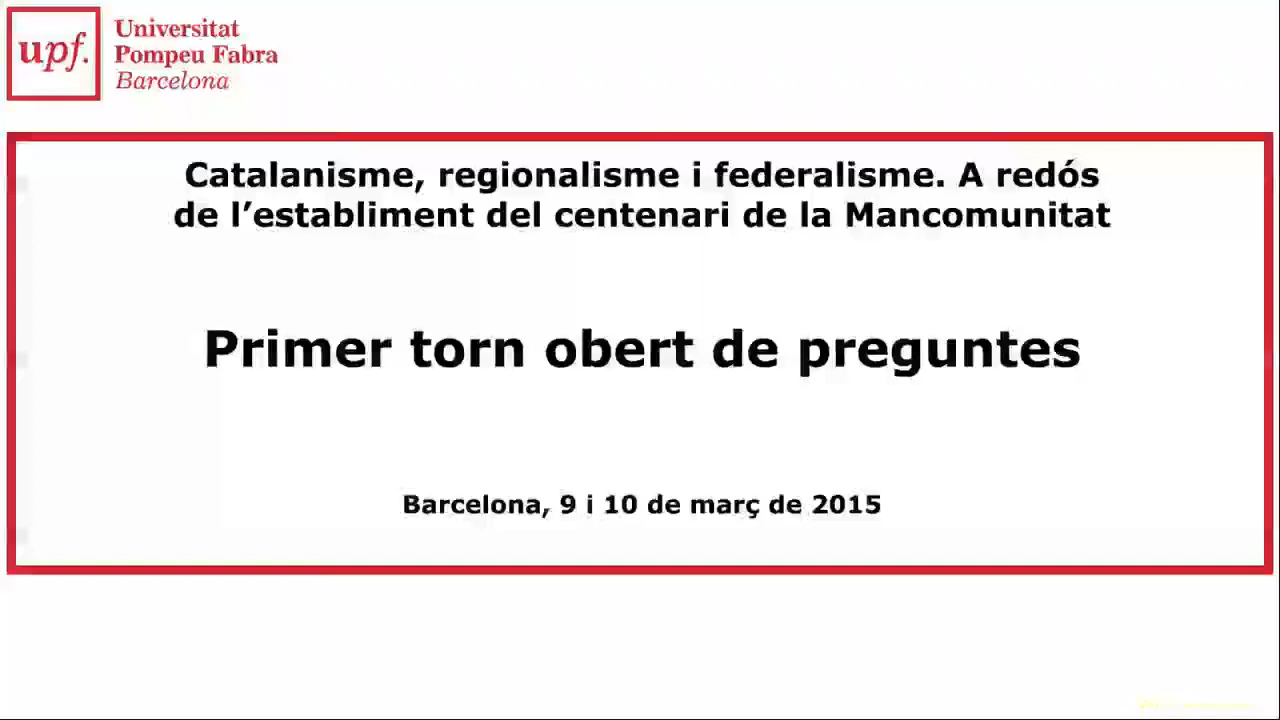 upf.
Universitat
Pompeu Fabra
Barcelona
Catalanisme, regionalisme i federalisme. A redós
de l’establiment del centenari de la Mancomunitat
Primer torn obert de preguntes
Barcelona, 9 i 10 de març de 2015